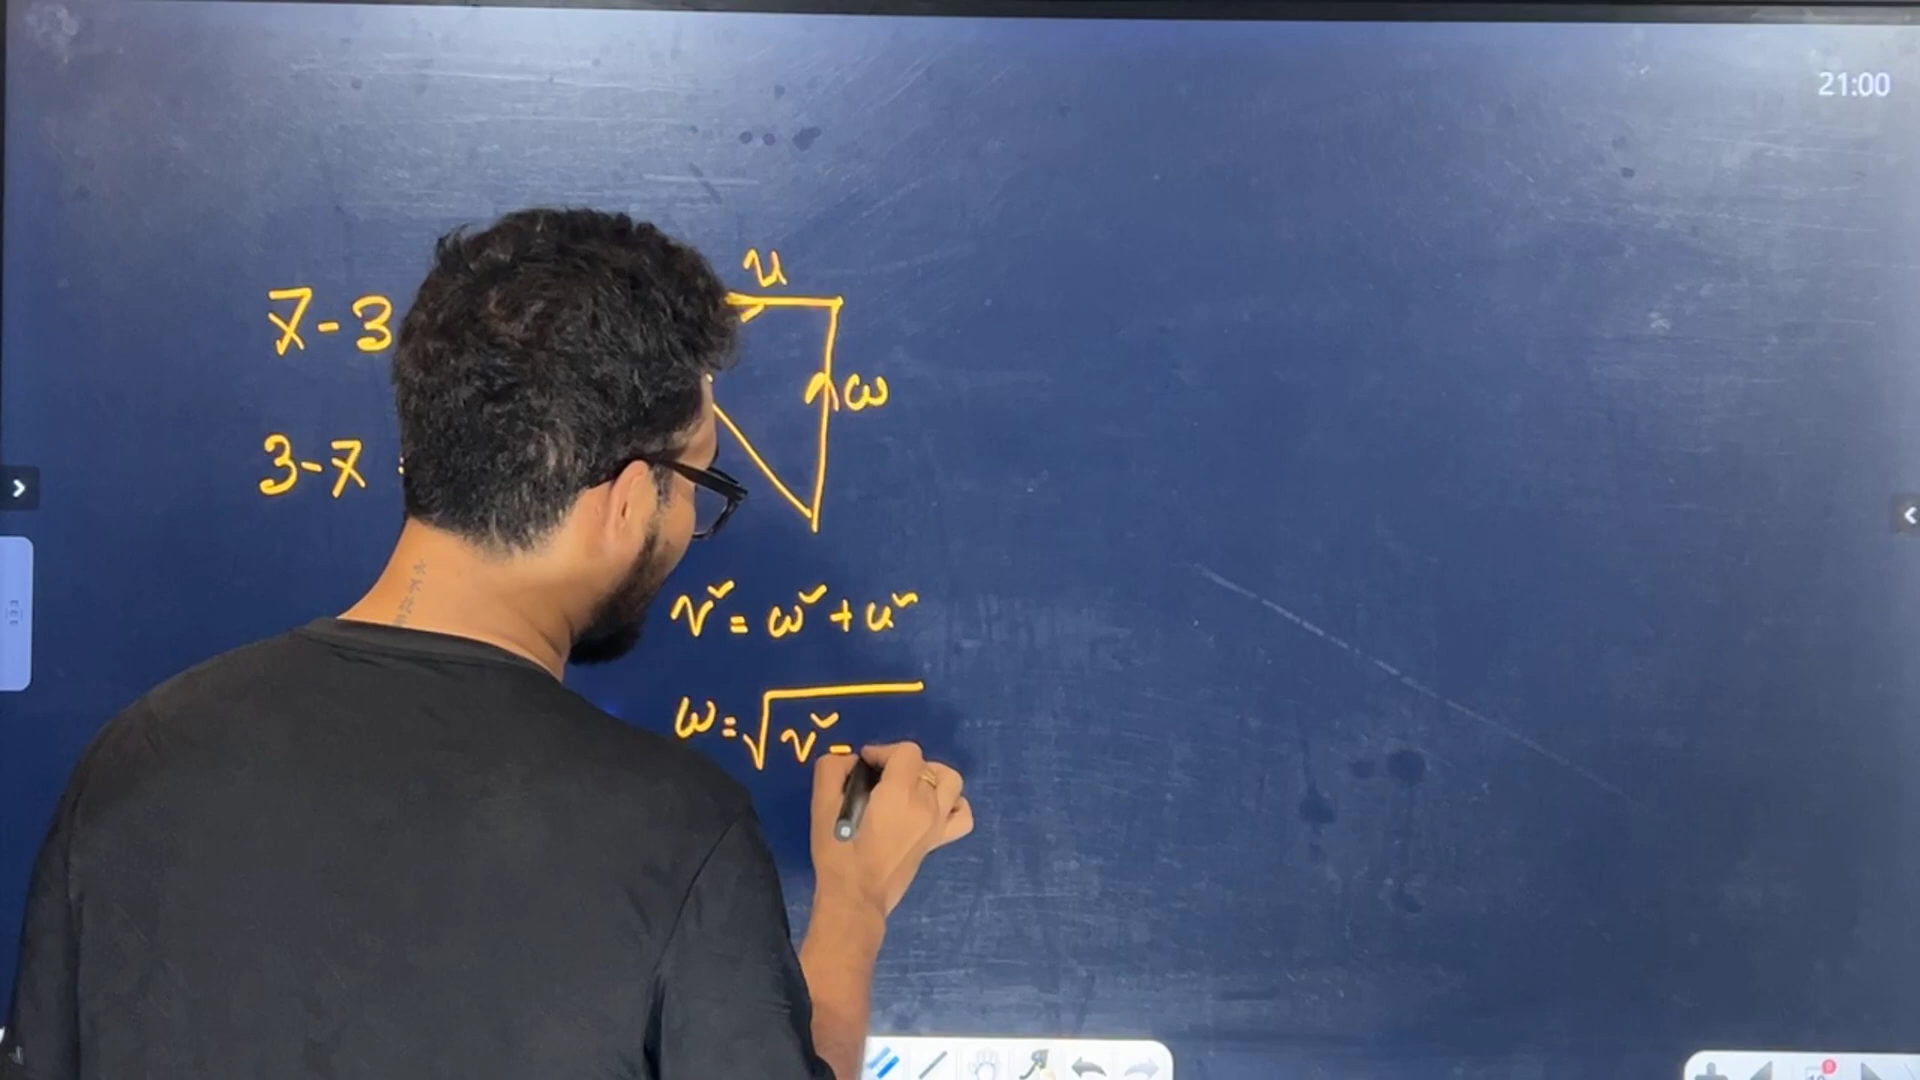 21:00
u
7-3
ω
3-7
v² = ω² + u²
ω = √v² -